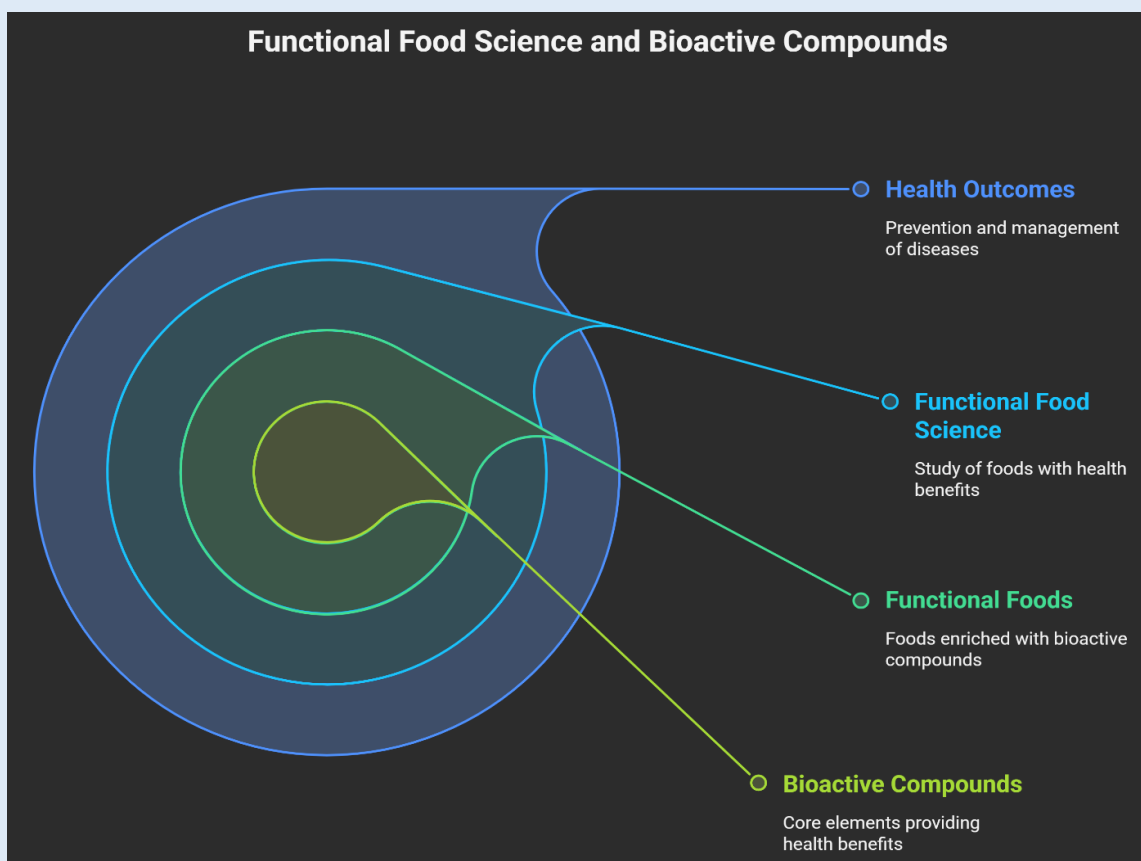 Functional Food Science and Bioactive Compounds
Health Outcomes
Prevention and management
of diseases
Functional Food
Science
Study of foods with health
benefits
Functional Foods
Foods enriched with bioactive
compounds
Bioactive Compounds
Core elements providing
health benefits